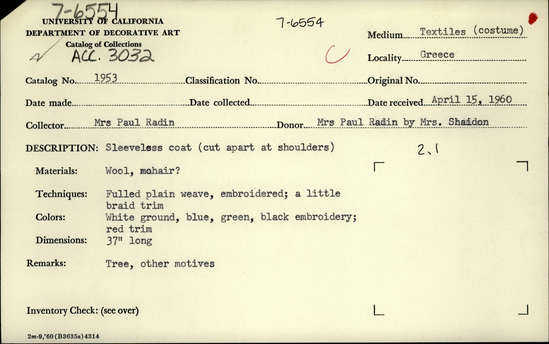 7-6554
UNIVERSITY OF CALIFORNIA
DEPARTMENT OF DECORATIVE ART
Catalog of Collections
ACC. 3032
7-6554
Medium Textiles (costume)
Locality Greece
Catalog No. 1953 Classification No. Original No.
Date made Date collected Date received April 15, 1960
Collector Mrs Paul Radin Donor Mrs Paul Radin by Mrs. Shaidon
DESCRIPTION: Sleeveless coat (cut apart at shoulders) 2.1
Materials: Wool, mohair?
Techniques: Fulled plain weave, embroidered; a little
braid trim
Colors: White ground, blue, green, black embroidery;
red trim
Dimensions: 37" long
Remarks: Tree, other motives
Inventory Check: (see over)
2m-9,'60(B3635s)4314